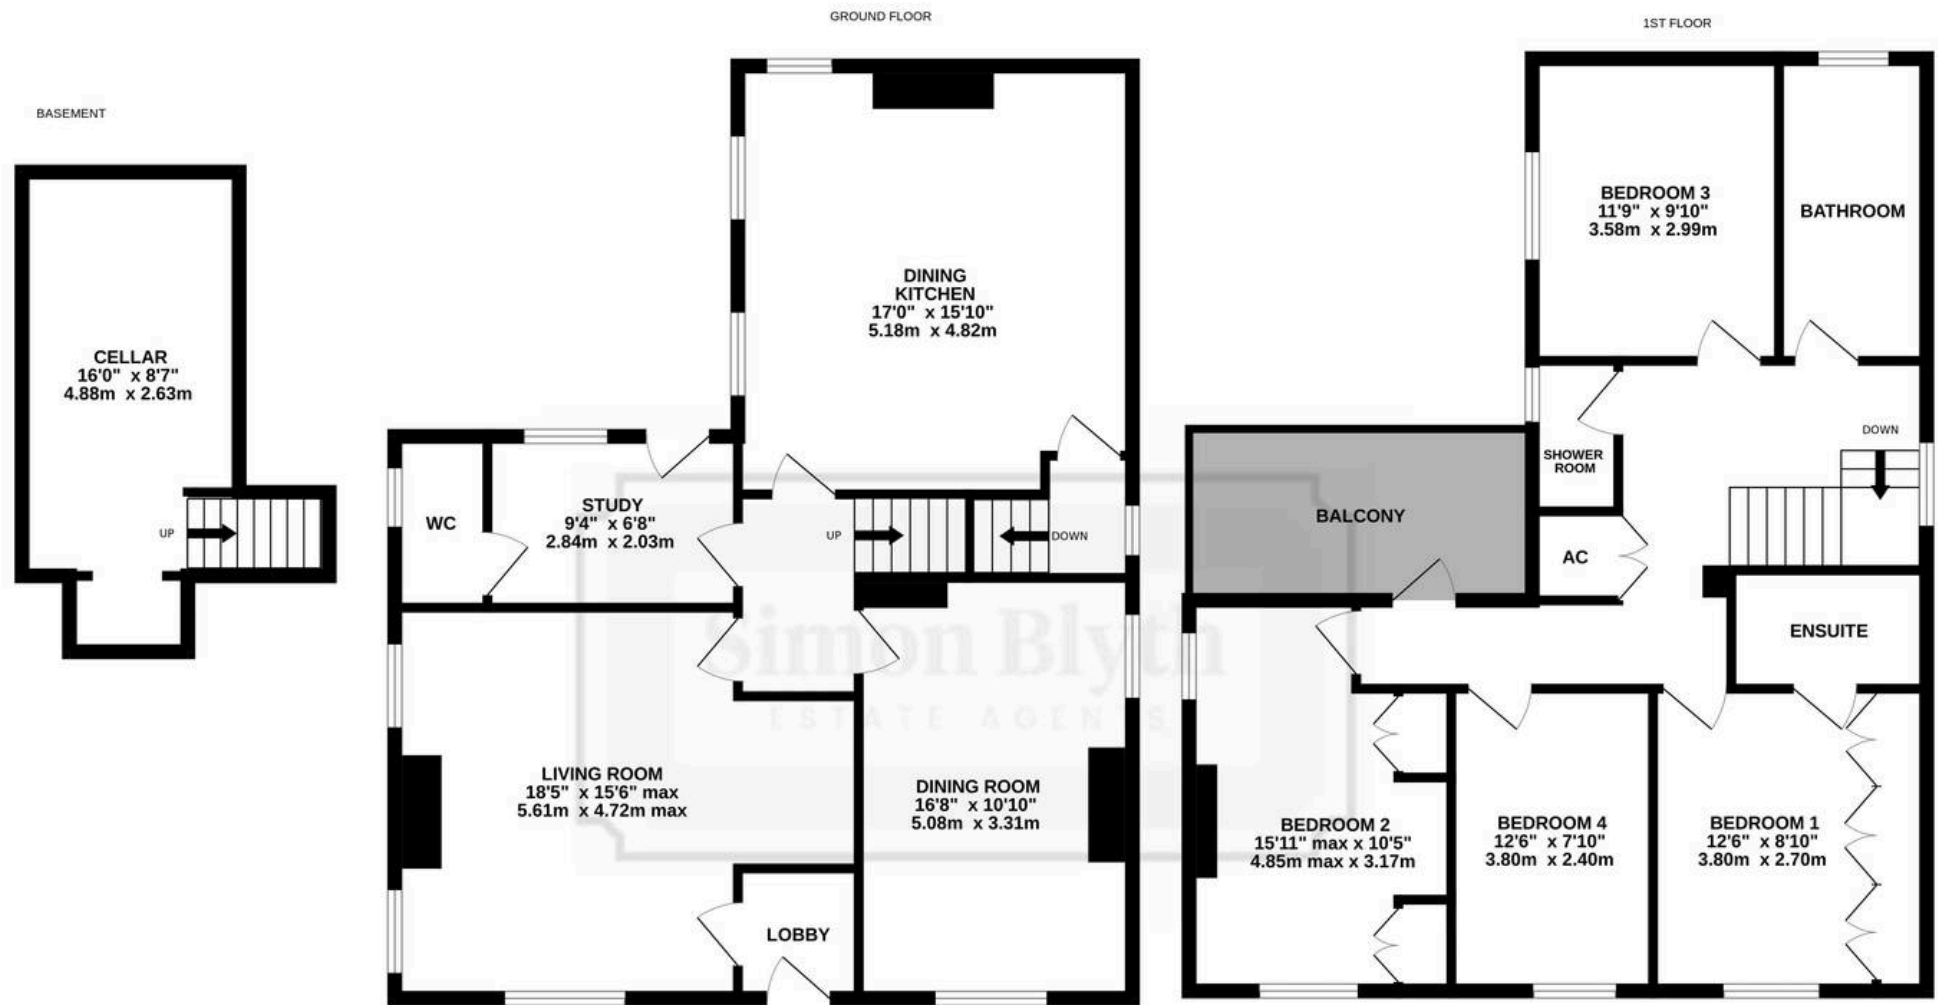 BASEMENT
CELLAR
16'0" x 8'7"
4.88m x 2.63m
UP
GROUND FLOOR
DINING
KITCHEN
17'0" x 15'10"
5.18m x 4.82m
WC
STUDY
9'4" x 6'8"
2.84m x 2.03m
UP
DOWN
LIVING ROOM
18'5" x 15'6" max
5.61m x 4.72m max
DINING ROOM
16'8" x 10'10"
5.08m x 3.31m
LOBBY
Simon Blyth
ESTATE AGENTS
1ST FLOOR
BEDROOM 3
11'9" x 9'10"
3.58m x 2.99m
BATHROOM
SHOWER
ROOM
DOWN
BALCONY
AC
ENSUITE
BEDROOM 2
15'11" max x 10'5"
4.85m max x 3.17m
BEDROOM 4
12'6" x 7'10"
3.80m x 2.40m
BEDROOM 1
12'6" x 8'10"
3.80m x 2.70m